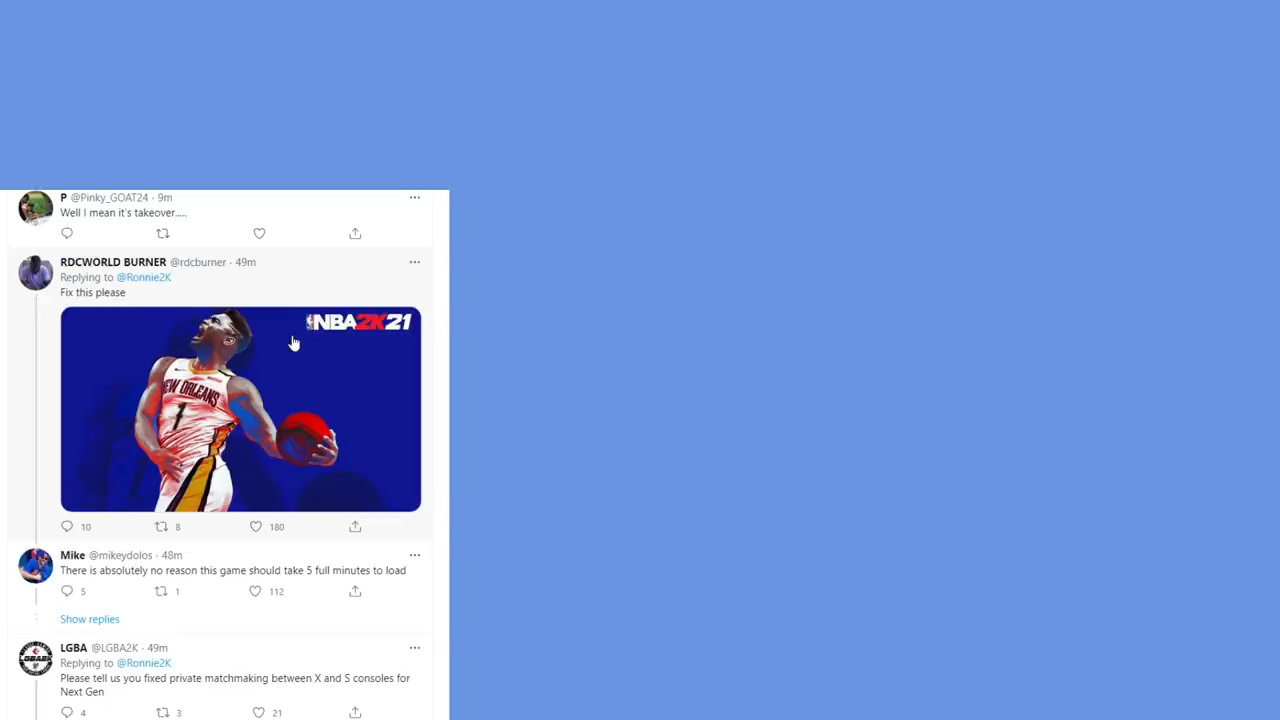 P @Pinky_GOAT24 · 9m
Well I mean it's takeover.....
RDCWORLD BURNER @rdcburner · 49m
Replying to @Ronnie2K
Fix this please
NBA2K21
NEW ORLEANS
1
10 8 180
Mike @mikeydolos · 48m
There is absolutely no reason this game should take 5 full minutes to load
5 1 112
Show replies
LGBA @LGBA2K · 49m
Replying to @Ronnie2K
Please tell us you fixed private matchmaking between X and S consoles for
Next Gen
4 3 21